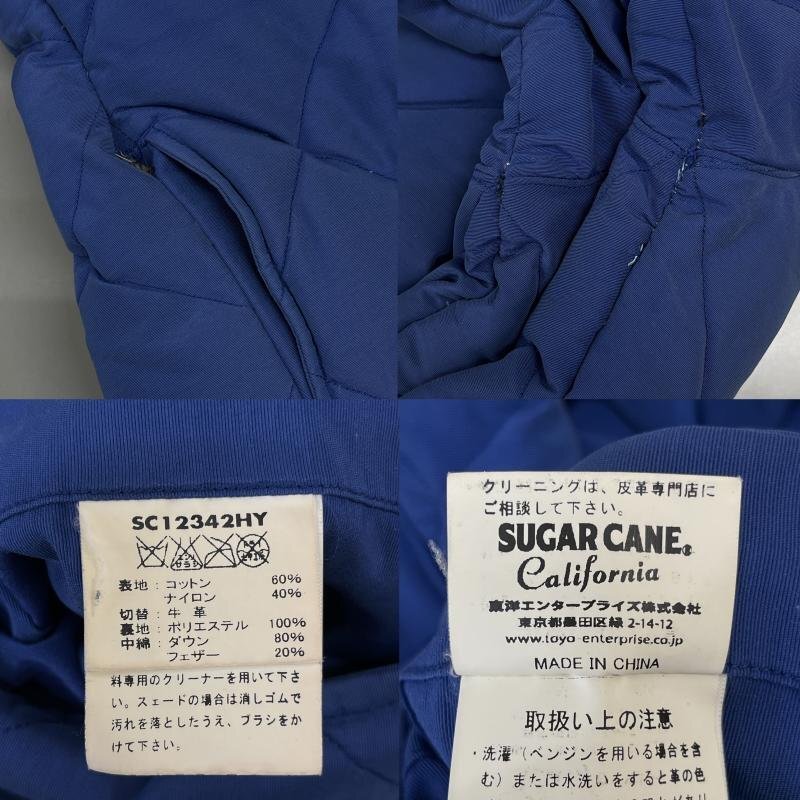 SC12342HY
エンソ
サラシ
表地：コットン 60%
ナイロン 40%
切替：牛 革
裏地：ポリエステル 100%
中綿：ダウン 80%
フェザー 20%
料専用のクリーナーを用いて下さ
い。スェードの場合は消しゴムで
汚れを落としたうえ、ブラシをか
けて下さい。
クリーニングは、皮革専門店に
ご相談して下さい。
SUGAR CANE®
California
東洋エンタープライズ株式会社
東京都墨田区緑2-14-12
www.toyo-enterprise.co.jp
MADE IN CHINA
取扱い上の注意
・洗濯（ベンジンを用いる場合を含
む）または水洗いをすると革の色